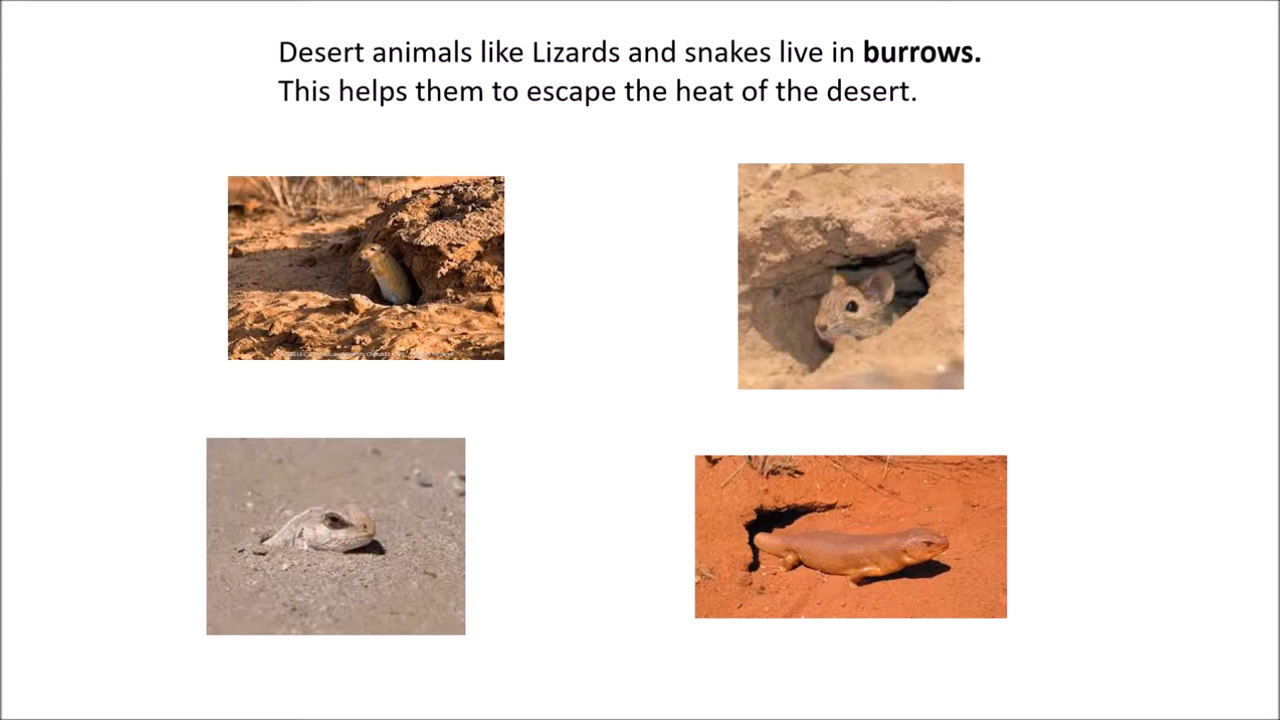 Desert animals like Lizards and snakes live in burrows.
This helps them to escape the heat of the desert.